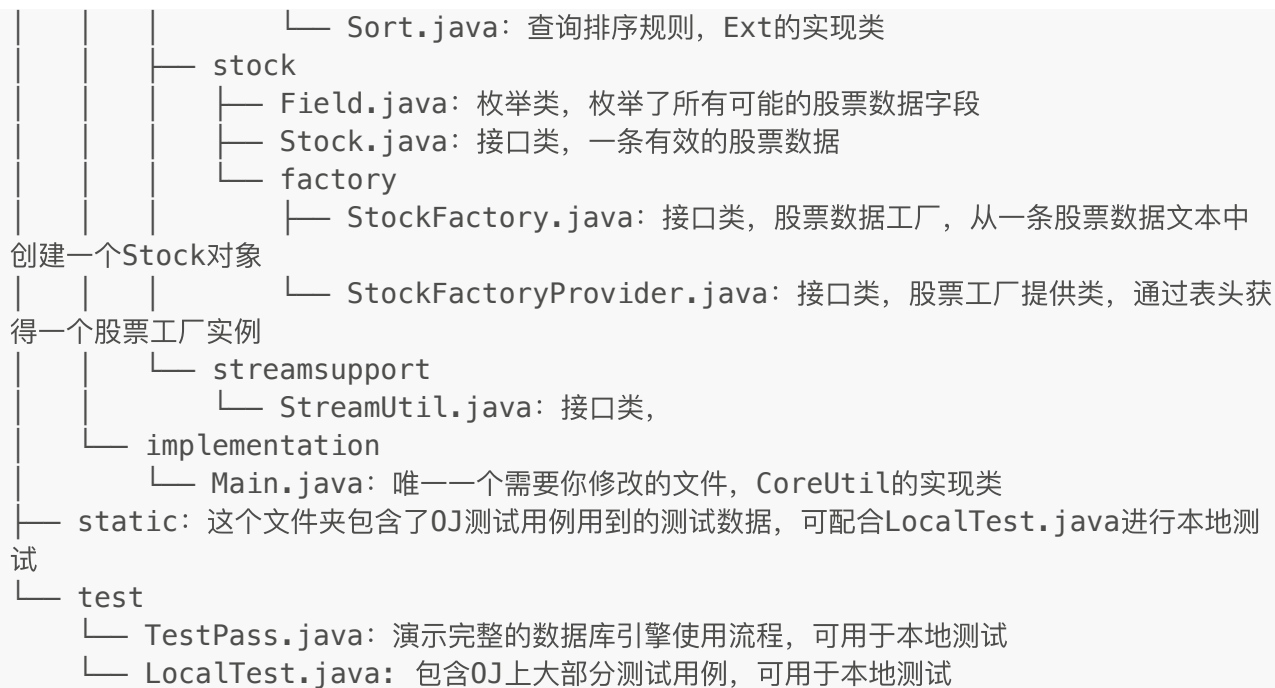 │   │   │       └── Sort.java：查询排序规则，Ext的实现类
│   │   ├── stock
│   │   │   ├── Field.java：枚举类，枚举了所有可能的股票数据字段
│   │   │   ├── Stock.java：接口类，一条有效的股票数据
│   │   │   └── factory
│   │   │       ├── StockFactory.java：接口类，股票数据工厂，从一条股票数据文本中
创建一个Stock对象
│   │   │       └── StockFactoryProvider.java：接口类，股票工厂提供类，通过表头获
得一个股票工厂实例
│   │   └── streamsupport
│   │       └── StreamUtil.java：接口类，
│   └── implementation
│       └── Main.java：唯一一个需要你修改的文件，CoreUtil的实现类
├── static：这个文件夹包含了OJ测试用例用到的测试数据，可配合LocalTest.java进行本地测
试
└── test
    └── TestPass.java：演示完整的数据库引擎使用流程，可用于本地测试
    └── LocalTest.java: 包含OJ上大部分测试用例，可用于本地测试